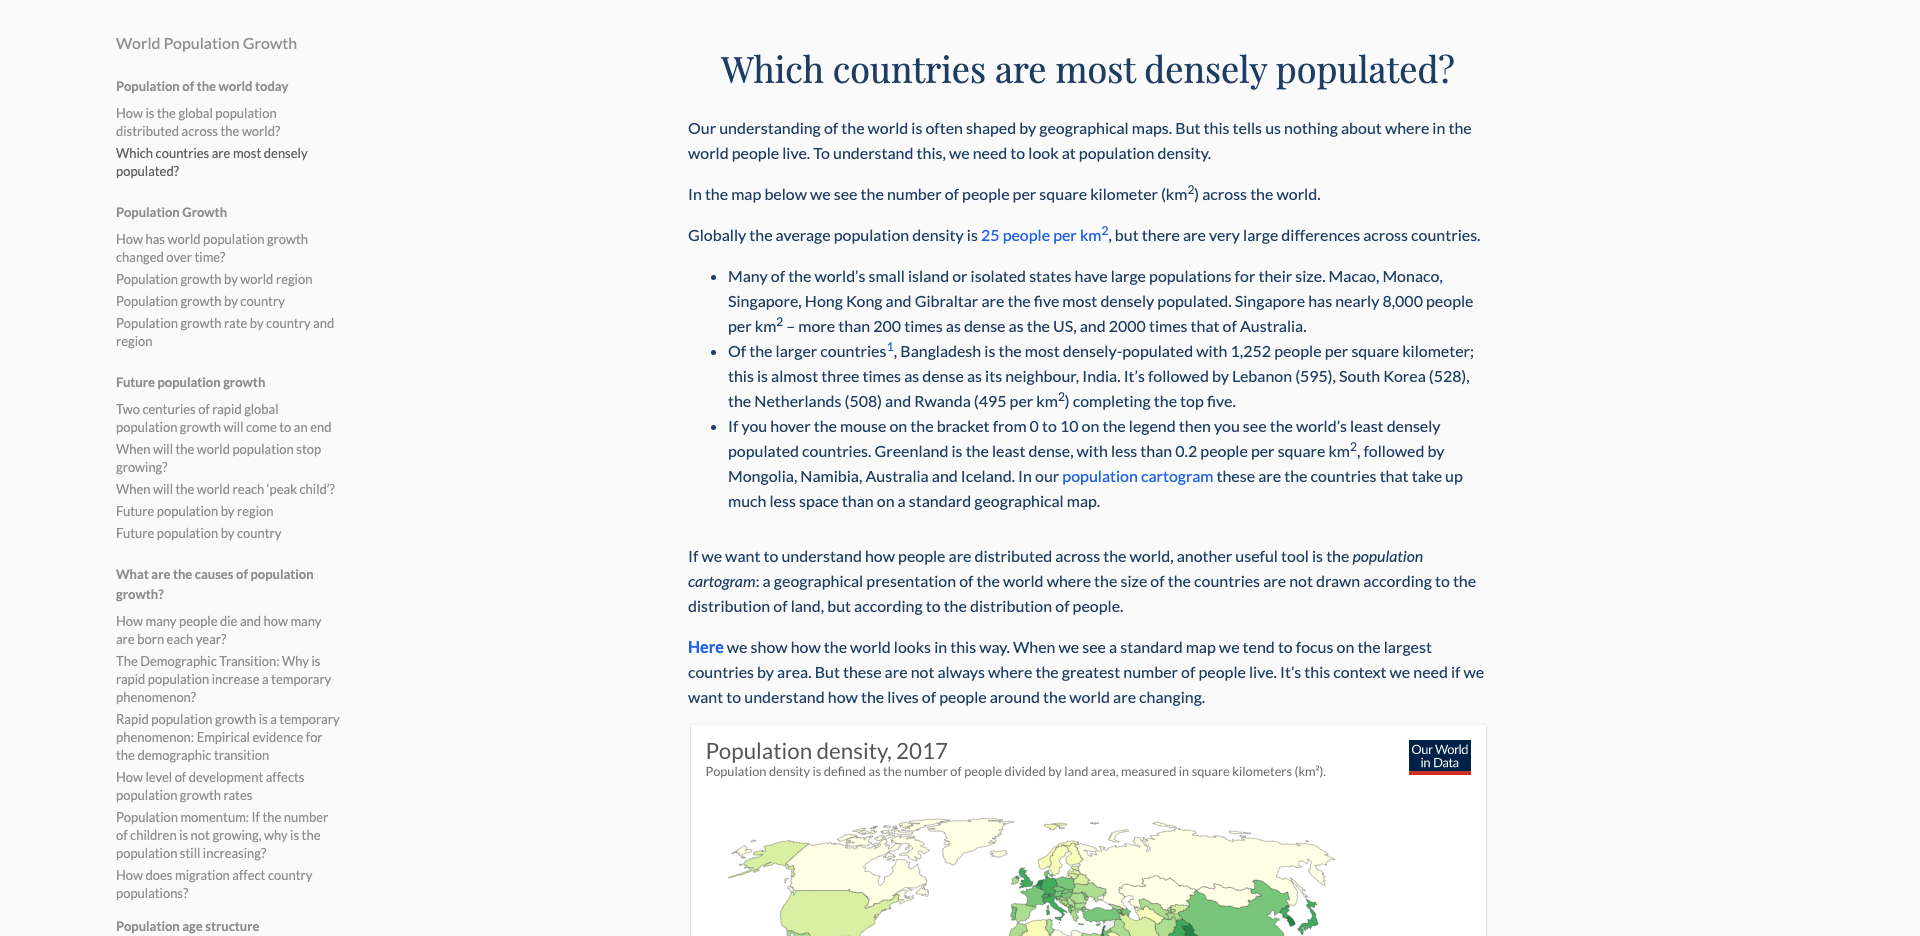 World Population Growth
Population of the world today
How is the global population
distributed across the world?
Which countries are most densely
populated?
Population Growth
How has world population growth
changed over time?
Population growth by world region
Population growth by country
Population growth rate by country and
region
Future population growth
Two centuries of rapid global
population growth will come to an end
When will the world population stop
growing?
When will the world reach ‘peak child’?
Future population by region
Future population by country
What are the causes of population
growth?
How many people die and how many
are born each year?
The Demographic Transition: Why is
rapid population increase a temporary
phenomenon?
Rapid population growth is a temporary
phenomenon: Empirical evidence for
the demographic transition
How level of development affects
population growth rates
Population momentum: If the number
of children is not growing, why is the
population still increasing?
How does migration affect country
populations?
Population age structure
Which countries are most densely populated?
Our understanding of the world is often shaped by geographical maps. But this tells us nothing about where in the
world people live. To understand this, we need to look at population density.
In the map below we see the number of people per square kilometer (km²) across the world.
Globally the average population density is 25 people per km², but there are very large differences across countries.
• Many of the world’s small island or isolated states have large populations for their size. Macao, Monaco,
Singapore, Hong Kong and Gibraltar are the five most densely populated. Singapore has nearly 8,000 people
per km² – more than 200 times as dense as the US, and 2000 times that of Australia.
• Of the larger countries¹, Bangladesh is the most densely-populated with 1,252 people per square kilometer;
this is almost three times as dense as its neighbour, India. It’s followed by Lebanon (595), South Korea (528),
the Netherlands (508) and Rwanda (495 per km²) completing the top five.
• If you hover the mouse on the bracket from 0 to 10 on the legend then you see the world’s least densely
populated countries. Greenland is the least dense, with less than 0.2 people per square km², followed by
Mongolia, Namibia, Australia and Iceland. In our population cartogram these are the countries that take up
much less space than on a standard geographical map.
If we want to understand how people are distributed across the world, another useful tool is the population
cartogram: a geographical presentation of the world where the size of the countries are not drawn according to the
distribution of land, but according to the distribution of people.
Here we show how the world looks in this way. When we see a standard map we tend to focus on the largest
countries by area. But these are not always where the greatest number of people live. It’s this context we need if we
want to understand how the lives of people around the world are changing.
Population density, 2017
Population density is defined as the number of people divided by land area, measured in square kilometers (km²).
Our World
in Data